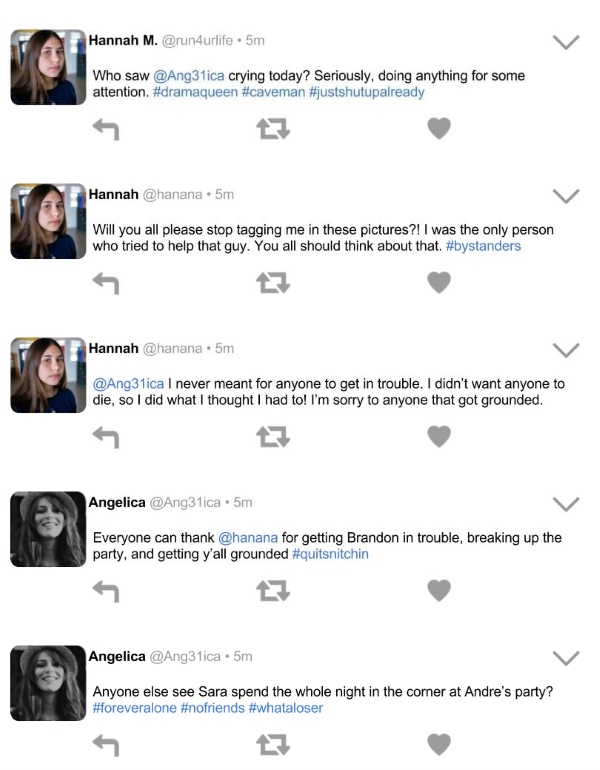 Hannah M. @run4urlife • 5m
Who saw @Ang31ica crying today? Seriously, doing anything for some
attention. #dramaqueen #caveman #justshutupalready
Hannah @hanana • 5m
Will you all please stop tagging me in these pictures?! I was the only person
who tried to help that guy. You all should think about that. #bystanders
Hannah @hanana • 5m
@Ang31ica I never meant for anyone to get in trouble. I didn't want anyone to
die, so I did what I thought I had to! I'm sorry to anyone that got grounded.
Angelica @Ang31ica • 5m
Everyone can thank @hanana for getting Brandon in trouble, breaking up the
party, and getting y'all grounded #quitsnitchin
Angelica @Ang31ica • 5m
Anyone else see Sara spend the whole night in the corner at Andre's party?
#foreveralone #nofriends #whataloser